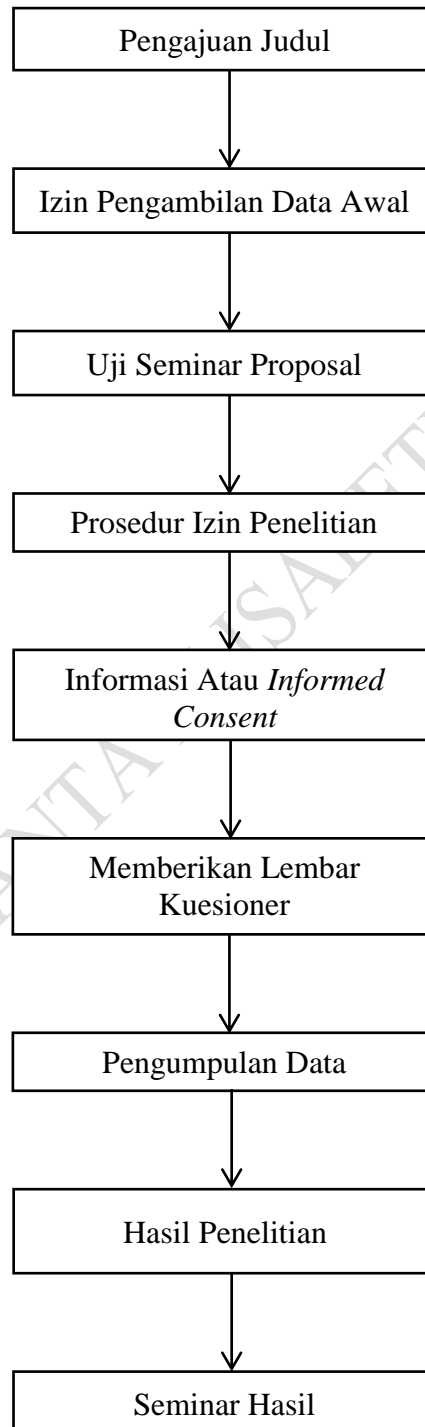 Pengajuan Judul
Izin Pengambilan Data Awal
Uji Seminar Proposal
Prosedur Izin Penelitian
Informasi Atau Informed
Consent
Memberikan Lembar
Kuesioner
Pengumpulan Data
Hasil Penelitian
Seminar Hasil